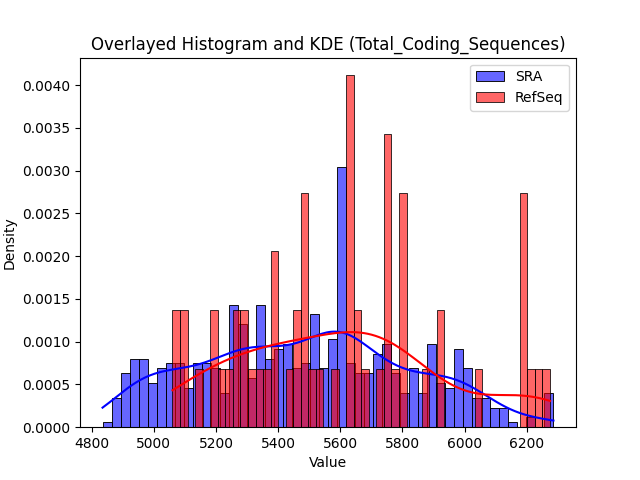 Overlayed Histogram and KDE (Total_Coding_Sequences)
SRA
RefSeq
0.0040
0.0035
0.0030
0.0025
0.0020
0.0015
0.0010
0.0005
0.0000
Density
4800 5000 5200 5400 5600 5800 6000 6200
Value